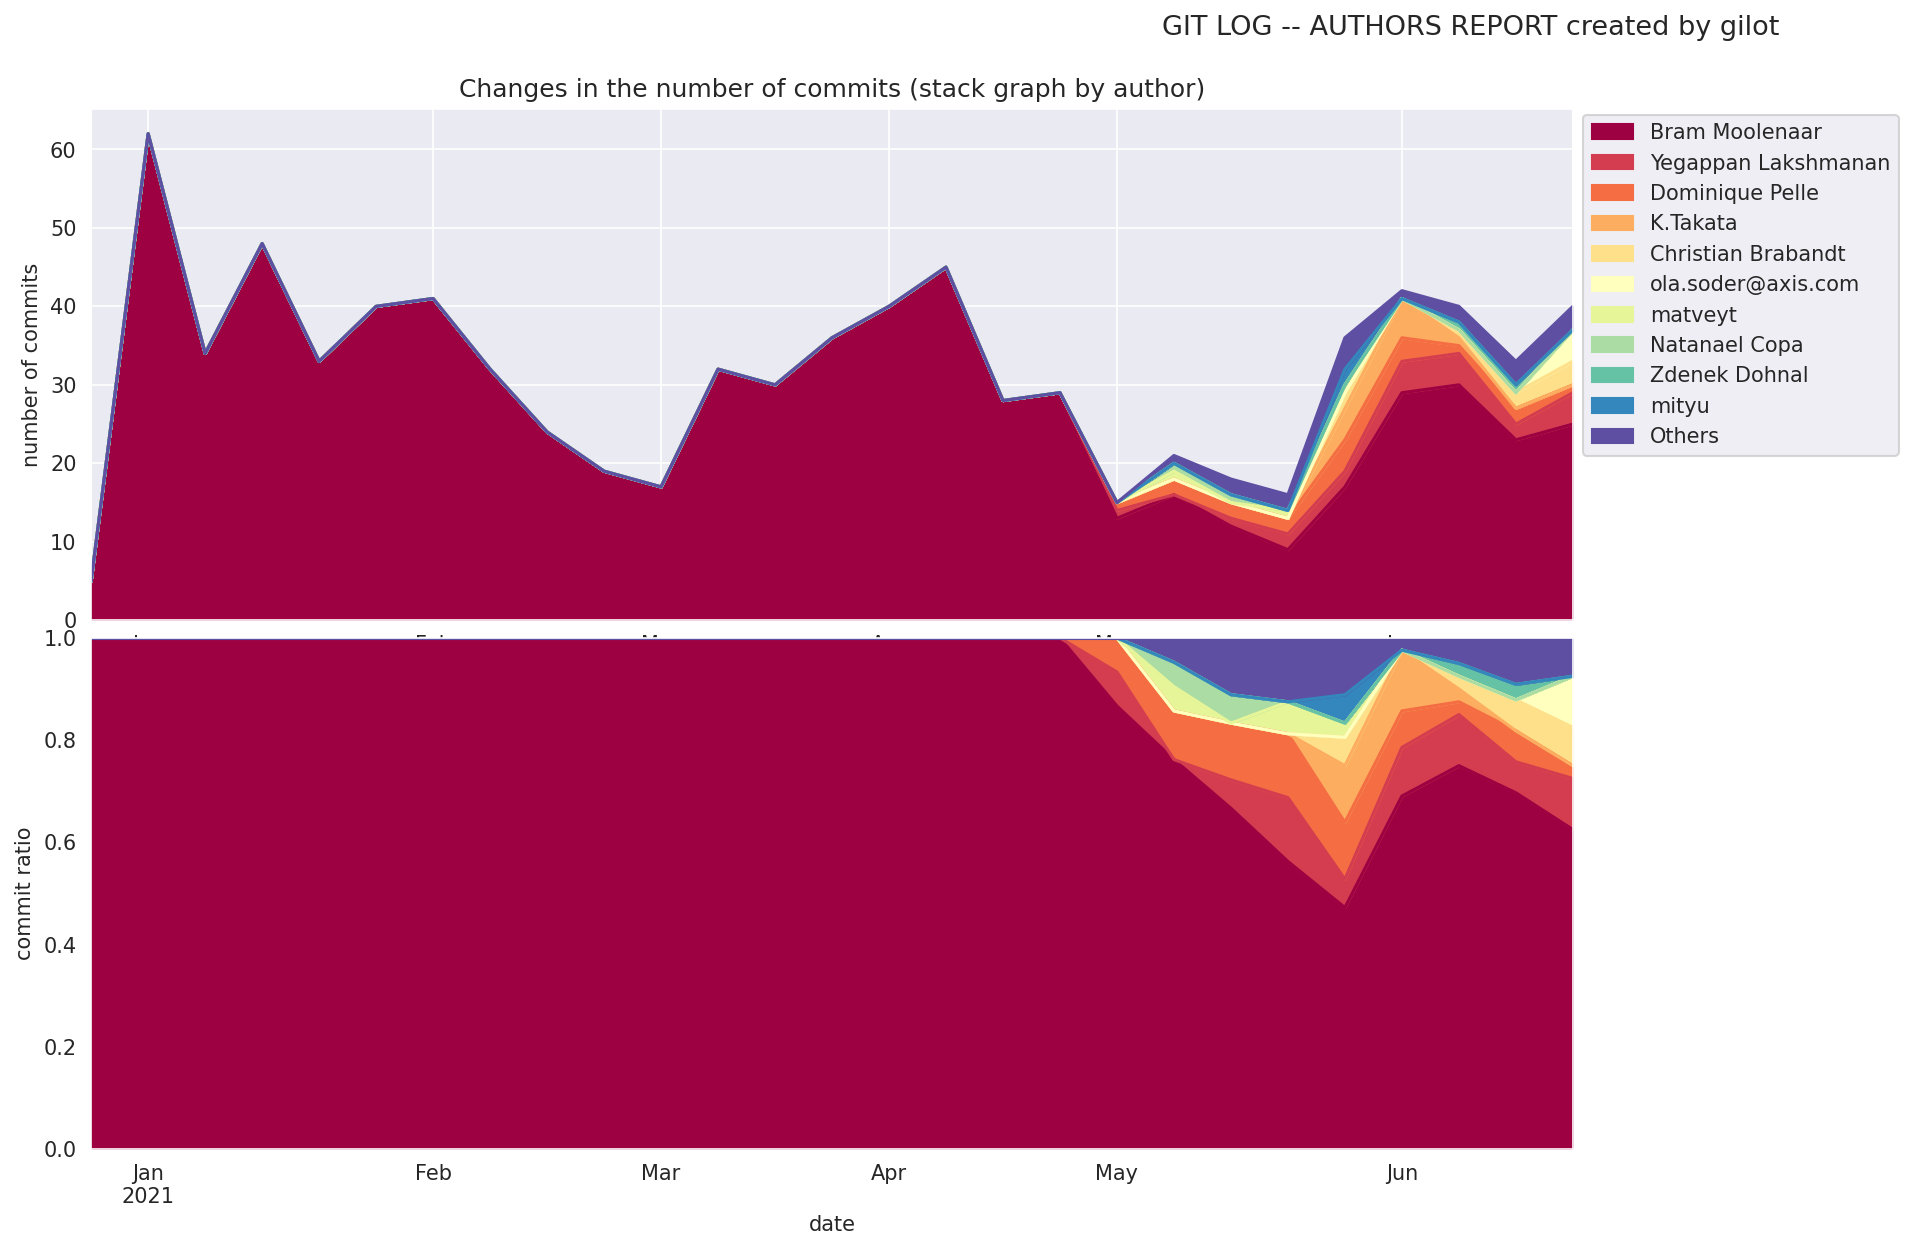 GIT LOG -- AUTHORS REPORT created by gilot
Changes in the number of commits (stack graph by author)
number of commits
60
50
40
30
20
10
0
Bram Moolenaar
Yegappan Lakshmanan
Dominique Pelle
K.Takata
Christian Brabandt
ola.soder@axis.com
matveyt
Natanael Copa
Zdenek Dohnal
mityu
Others
commit ratio
1.0
0.8
0.6
0.4
0.2
0.0
Jan Feb Mar Apr May Jun
2021
date